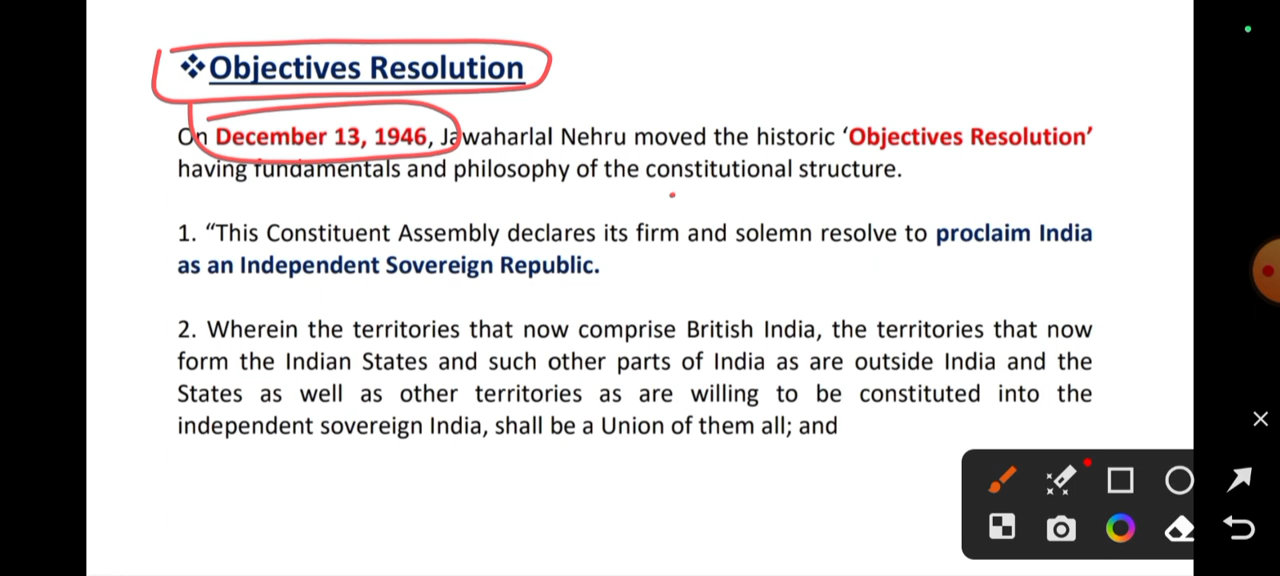 ❖Objectives Resolution
On December 13, 1946, Jawaharlal Nehru moved the historic ‘Objectives Resolution’
having fundamentals and philosophy of the constitutional structure.
1. “This Constituent Assembly declares its firm and solemn resolve to proclaim India
as an Independent Sovereign Republic.
2. Wherein the territories that now comprise British India, the territories that now
form the Indian States and such other parts of India as are outside India and the
States as well as other territories as are willing to be constituted into the
independent sovereign India, shall be a Union of them all; and